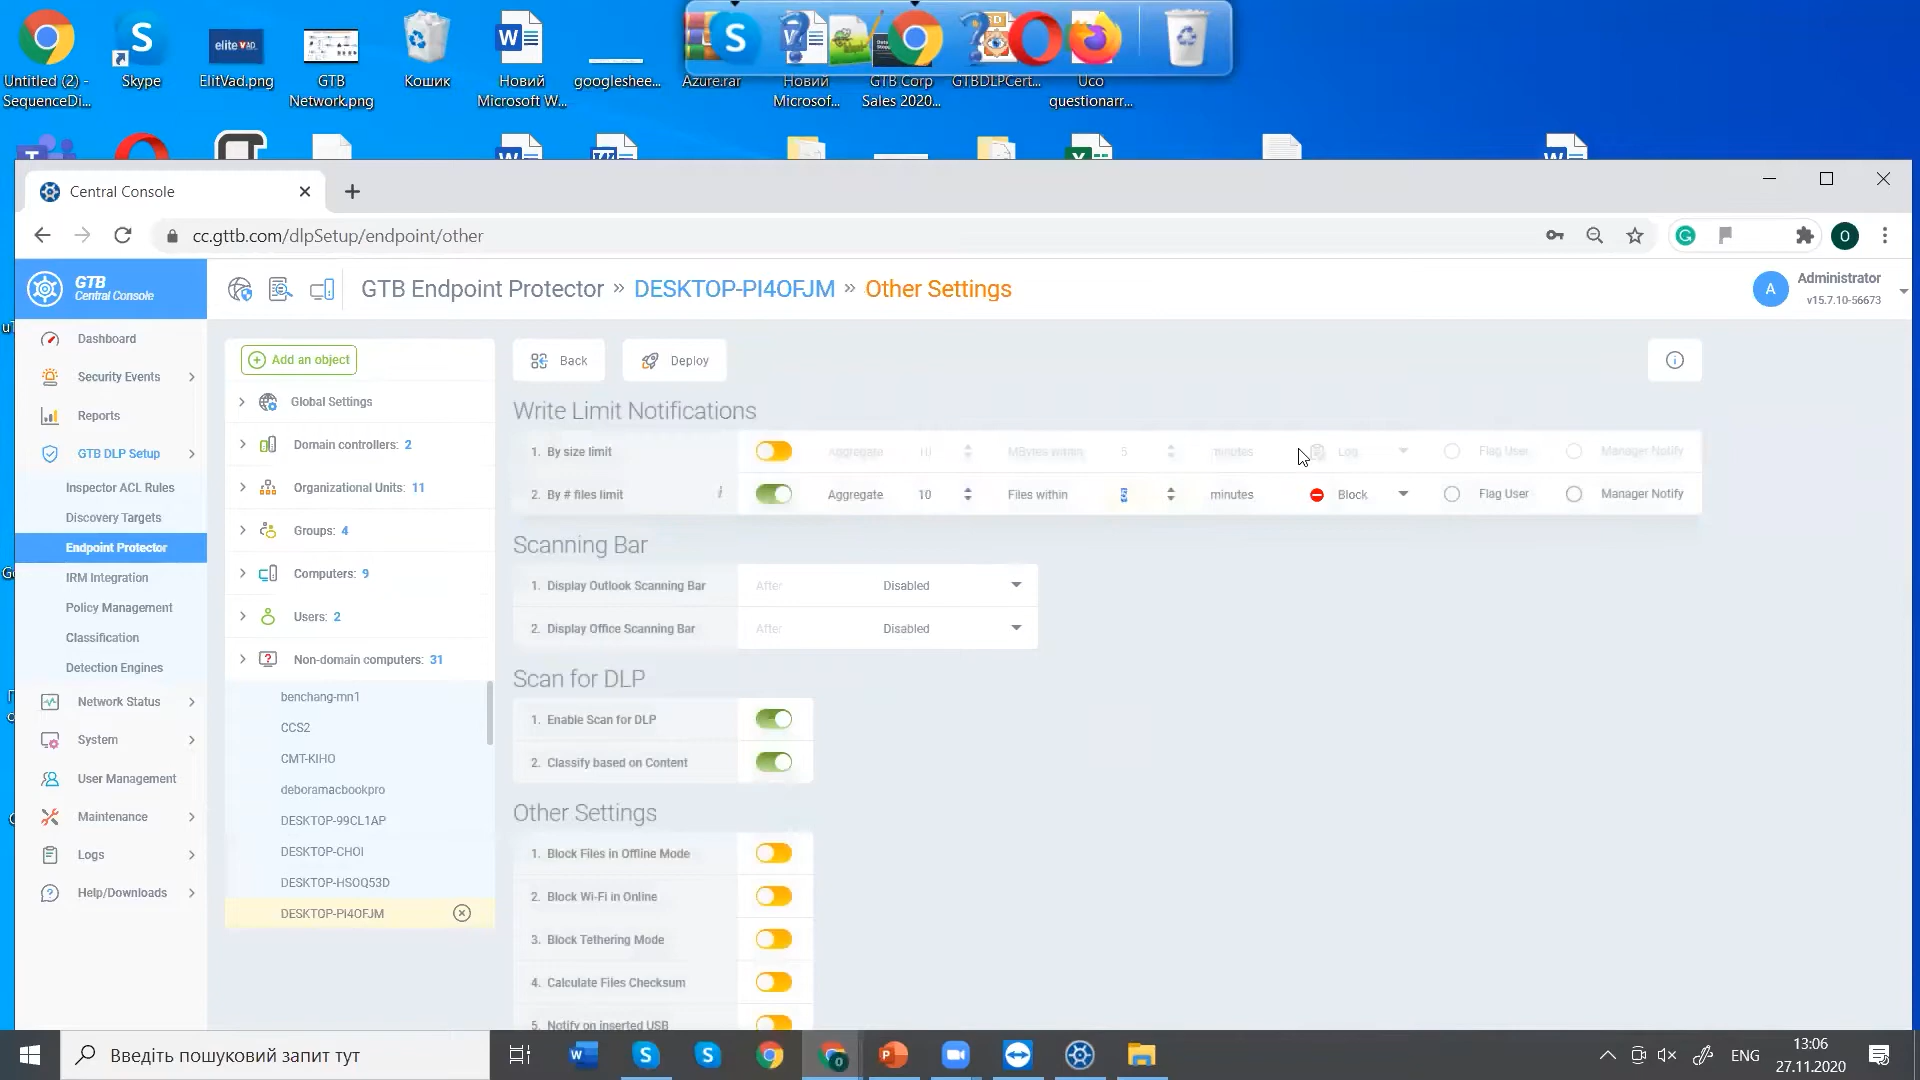 Untitled (2) -
SequenceDi...
Skype
ElitVad.png
GTB
Network.png
Кошик
Новий
Microsoft W...
googleshee...
Azure.rar
Новий
Microsof...
GTB Corp
Sales 2020...
GTBDLPCert...
Uco
questionarr...
elite VAD
Central Console
cc.gttb.com/dlpSetup/endpoint/other
GTB
Central Console
GTB Endpoint Protector » DESKTOP-PI4OFJM » Other Settings
A
Administrator
v15.7.10-56673
Dashboard
Security Events
Reports
GTB DLP Setup
Inspector ACL Rules
Discovery Targets
Endpoint Protector
IRM Integration
Policy Management
Classification
Detection Engines
Network Status
System
User Management
Maintenance
Logs
Help/Downloads
Add an object
Global Settings
Domain controllers: 2
Organizational Units: 11
Groups: 4
Computers: 9
Users: 2
Non-domain computers: 31
benchang-mn1
CCS2
CMT-KIHO
deboramacbookpro
DESKTOP-99CL1AP
DESKTOP-CHOI
DESKTOP-HSOQ53D
DESKTOP-PI4OFJM
Back
Deploy
Write Limit Notifications
1. By size limit Aggregate 10 MBytes within 5 minutes Log Flag User Manager Notify
2. By # files limit i Aggregate 10 Files within 5 minutes Block Flag User Manager Notify
Scanning Bar
1. Display Outlook Scanning Bar After Disabled
2. Display Office Scanning Bar After Disabled
Scan for DLP
1. Enable Scan for DLP
2. Classify based on Content
Other Settings
1. Block Files in Offline Mode
2. Block Wi-Fi in Online
3. Block Tethering Mode
4. Calculate Files Checksum
5. Notify on inserted USB
Введіть пошуковий запит тут
ENG
13:06
27.11.2020